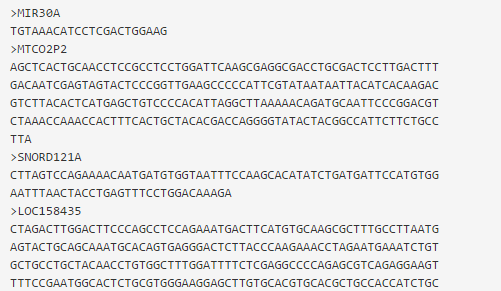 >MIR30A
TGTAAACATCCTCGACTGGAAG
>MTCO2P2
AGCTCACTGCAACCTCCGCCTCCTGGATTCAAGCGAGGCGACCTGCGACTCCTTGACTTT
GACAATCGAGTAGTACTCCCGGTTGAAGCCCCCATTCGTATAATAATTACATCACAAGAC
GTCTTACACTCATGAGCTGTCCCCACATTAGGCTTAAAAACAGATGCAATTCCCGGACGT
CTAAACCAAACCACTTTCACTGCTACACGACCAGGGGTATACTACGGCCATTCTTCTGCC
TTA
>SNORD121A
CTTAGTCCAGAAAACAATGATGTGGTAATTTCCAAGCACATATCTGATGATTCCATGTGG
AATTTAACTACCTGAGTTTCCTGGACAAAGA
>LOC158435
CTAGACTTGGACTTCCCAGCCTCCAGAAATGACTTCATGTGCAAGCGCTTTGCCTTAATG
AGTACTGCAGCAAATGCACAGTGAGGGACTCTTACCCAAGAAACCTAGAATGAAATCTGT
GCTGCCTGCTACAACCTGTGGCTTTGGATTTTCTCGAGGCCCCAGAGCGTCAGAGGAAGT
TTTCCGAATGGCACTCTGCGTGGGAAGGAGCTTGTGCACGTGCACGCTGCCACCATCTGC